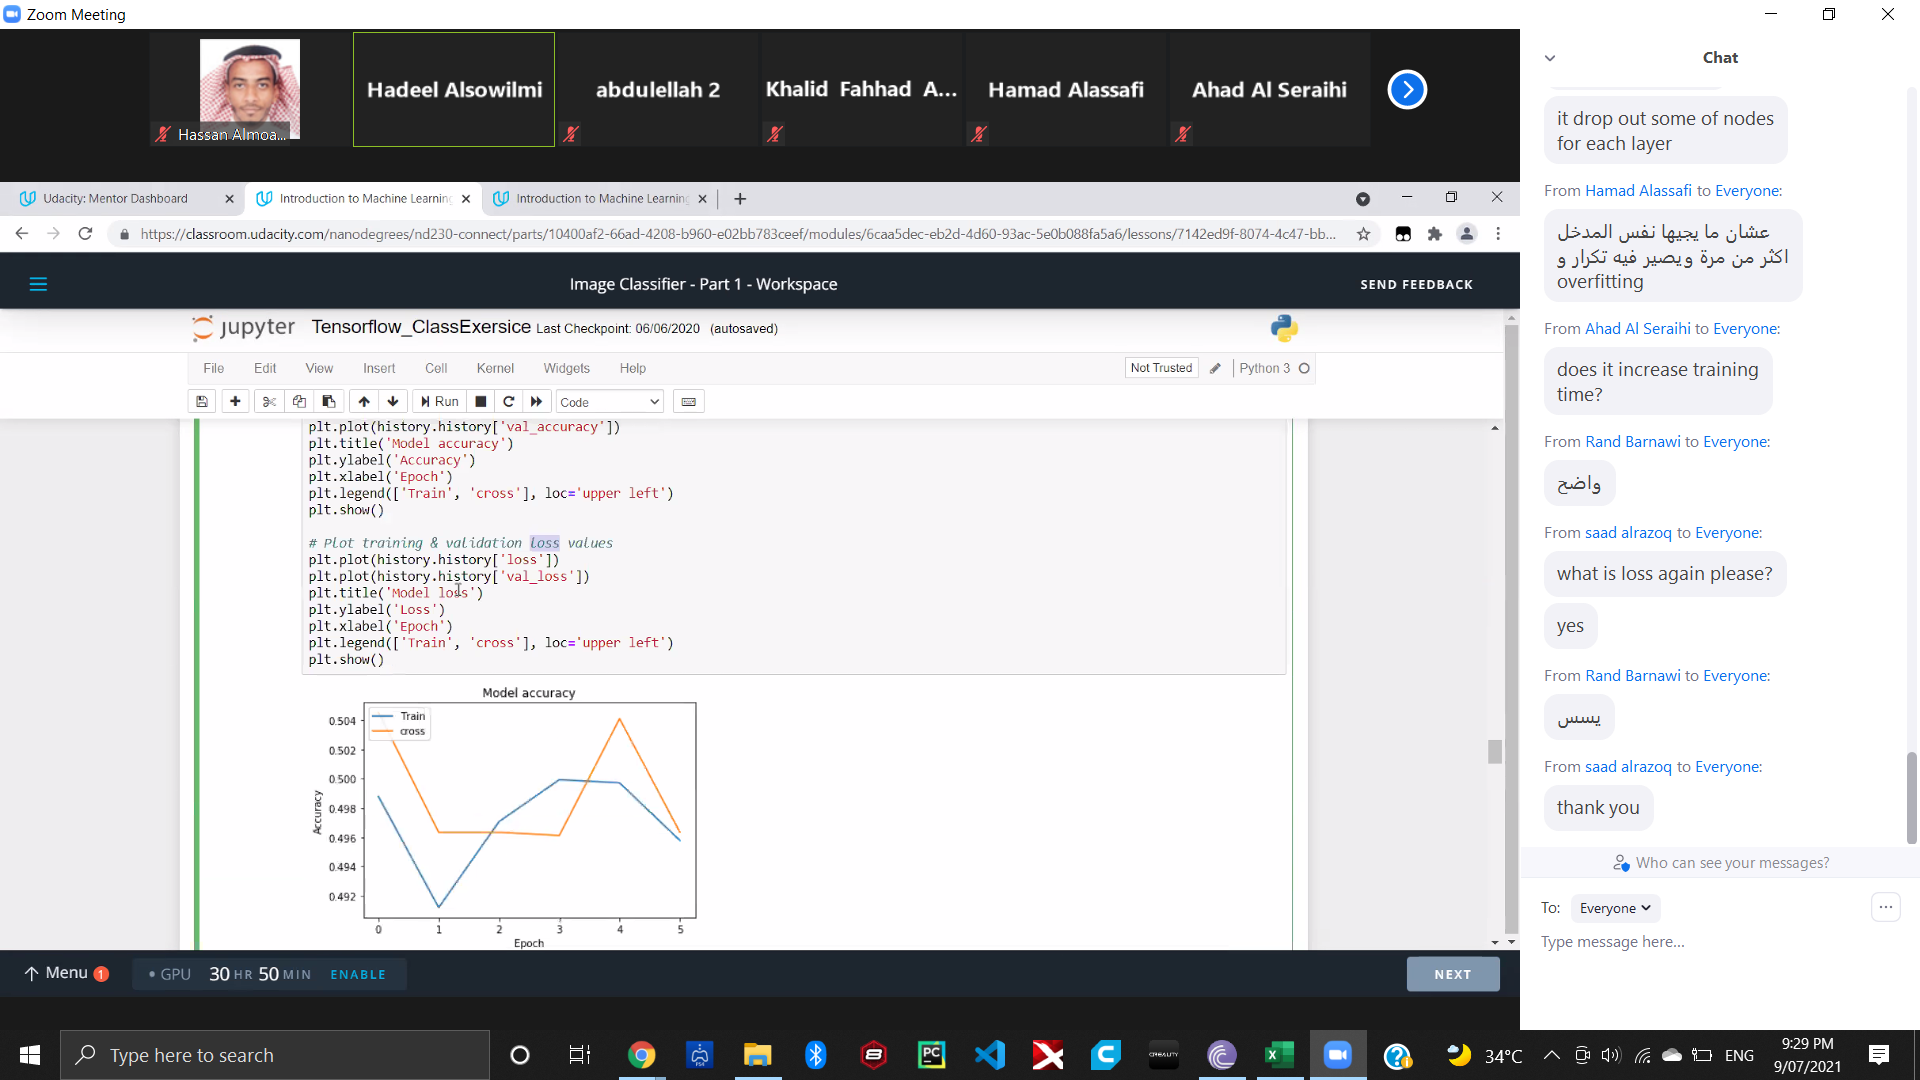 Zoom Meeting
Hassan Almoa...
Hadeel Alsowilmi
abdulellah 2
Khalid Fahhad A...
Hamad Alassafi
Ahad Al Seraihi
Udacity: Mentor Dashboard
Introduction to Machine Learning
Introduction to Machine Learning
https://classroom.udacity.com/nanodegrees/nd230-connect/parts/10400af2-66ad-4208-b960-e02bb783ceef/modules/6caa5dec-eb2d-4d60-93ac-5e0b088fa5a6/lessons/7142ed9f-8074-4c47-bb...
Image Classifier - Part 1 - Workspace
SEND FEEDBACK
jupyter Tensorflow_ClassExersice Last Checkpoint: 06/06/2020 (autosaved)
File Edit View Insert Cell Kernel Widgets Help
Not Trusted
Python 3
Run
Code
plt.plot(history.history['val_accuracy'])
plt.title('Model accuracy')
plt.ylabel('Accuracy')
plt.xlabel('Epoch')
plt.legend(['Train', 'cross'], loc='upper left')
plt.show()
# Plot training & validation loss values
plt.plot(history.history['loss'])
plt.plot(history.history['val_loss'])
plt.title('Model loss')
plt.ylabel('Loss')
plt.xlabel('Epoch')
plt.legend(['Train', 'cross'], loc='upper left')
plt.show()
Model accuracy
Train
cross
0.504
0.502
0.500
0.498
0.496
0.494
0.492
Accuracy
0 1 2 3 4 5
Epoch
Menu 1
GPU 30 HR 50 MIN ENABLE
NEXT
Chat
it drop out some of nodes
for each layer
From Hamad Alassafi to Everyone:
عشان ما يجيها نفس المدخل
اكثر من مرة ويصير فيه تكرار و
overfitting
From Ahad Al Seraihi to Everyone:
does it increase training
time?
From Rand Barnawi to Everyone:
واضح
From saad alrazoq to Everyone:
what is loss again please?
yes
From Rand Barnawi to Everyone:
يسس
From saad alrazoq to Everyone:
thank you
Who can see your messages?
To: Everyone
Type message here...
Type here to search
PC
CREALITY
34°C
ENG
9:29 PM
9/07/2021